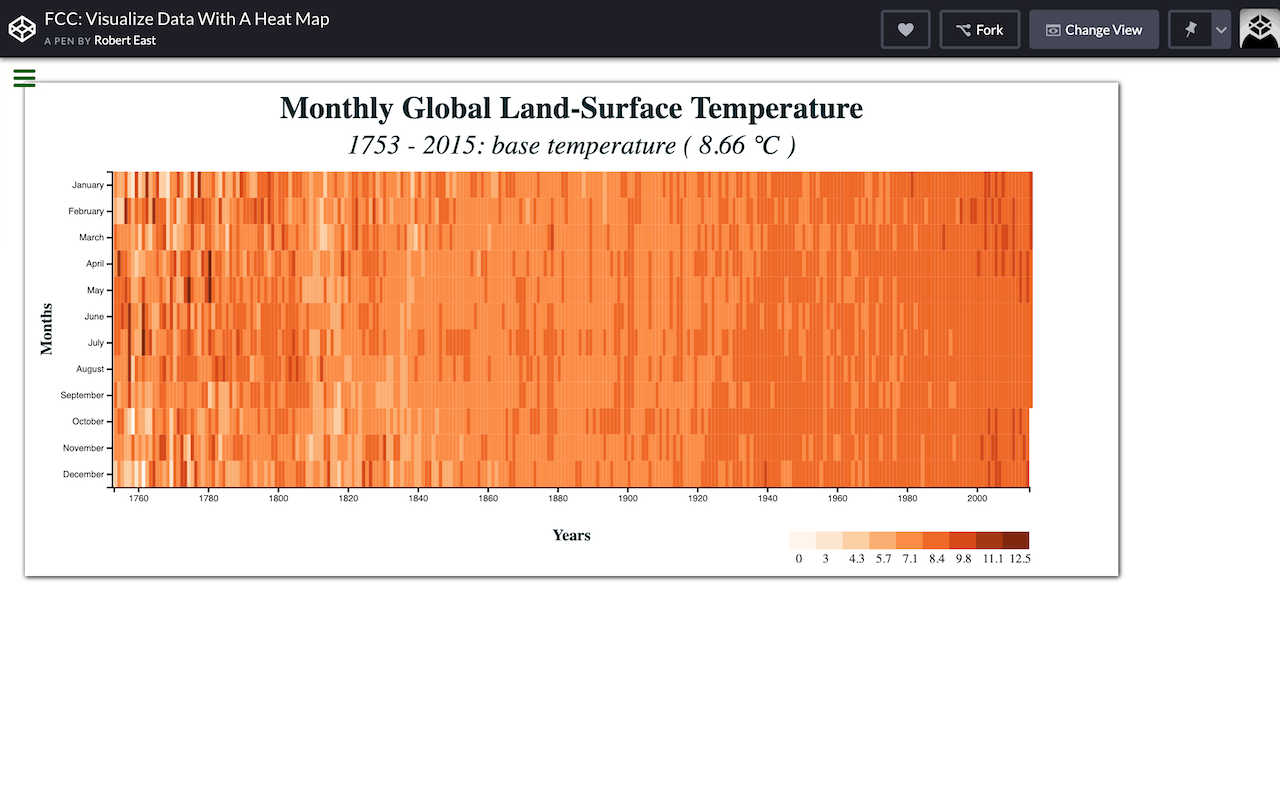 FCC: Visualize Data With A Heat Map
A PEN BY Robert East
Fork
Change View
Monthly Global Land-Surface Temperature
1753 - 2015: base temperature ( 8.66 ℃ )
Months
January
February
March
April
May
June
July
August
September
October
November
December
1760 1780 1800 1820 1840 1860 1880 1900 1920 1940 1960 1980 2000
Years
0 3 4.3 5.7 7.1 8.4 9.8 11.1 12.5